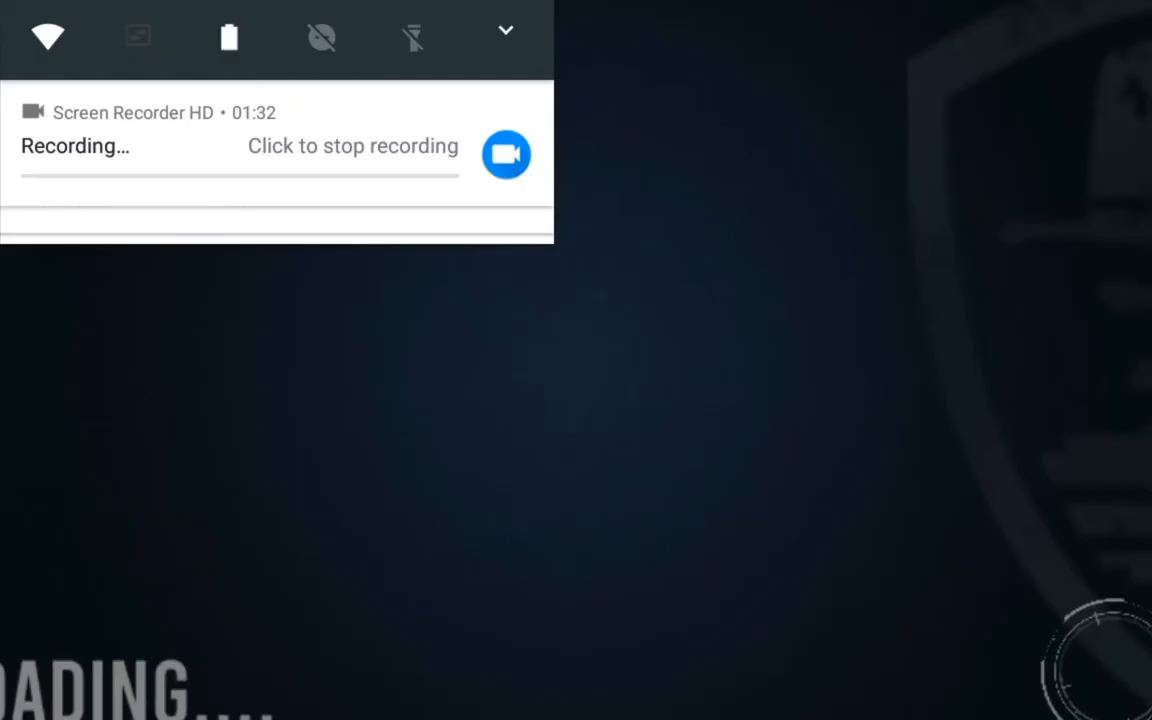 Screen Recorder HD • 01:32
Recording... Click to stop recording
OADING....